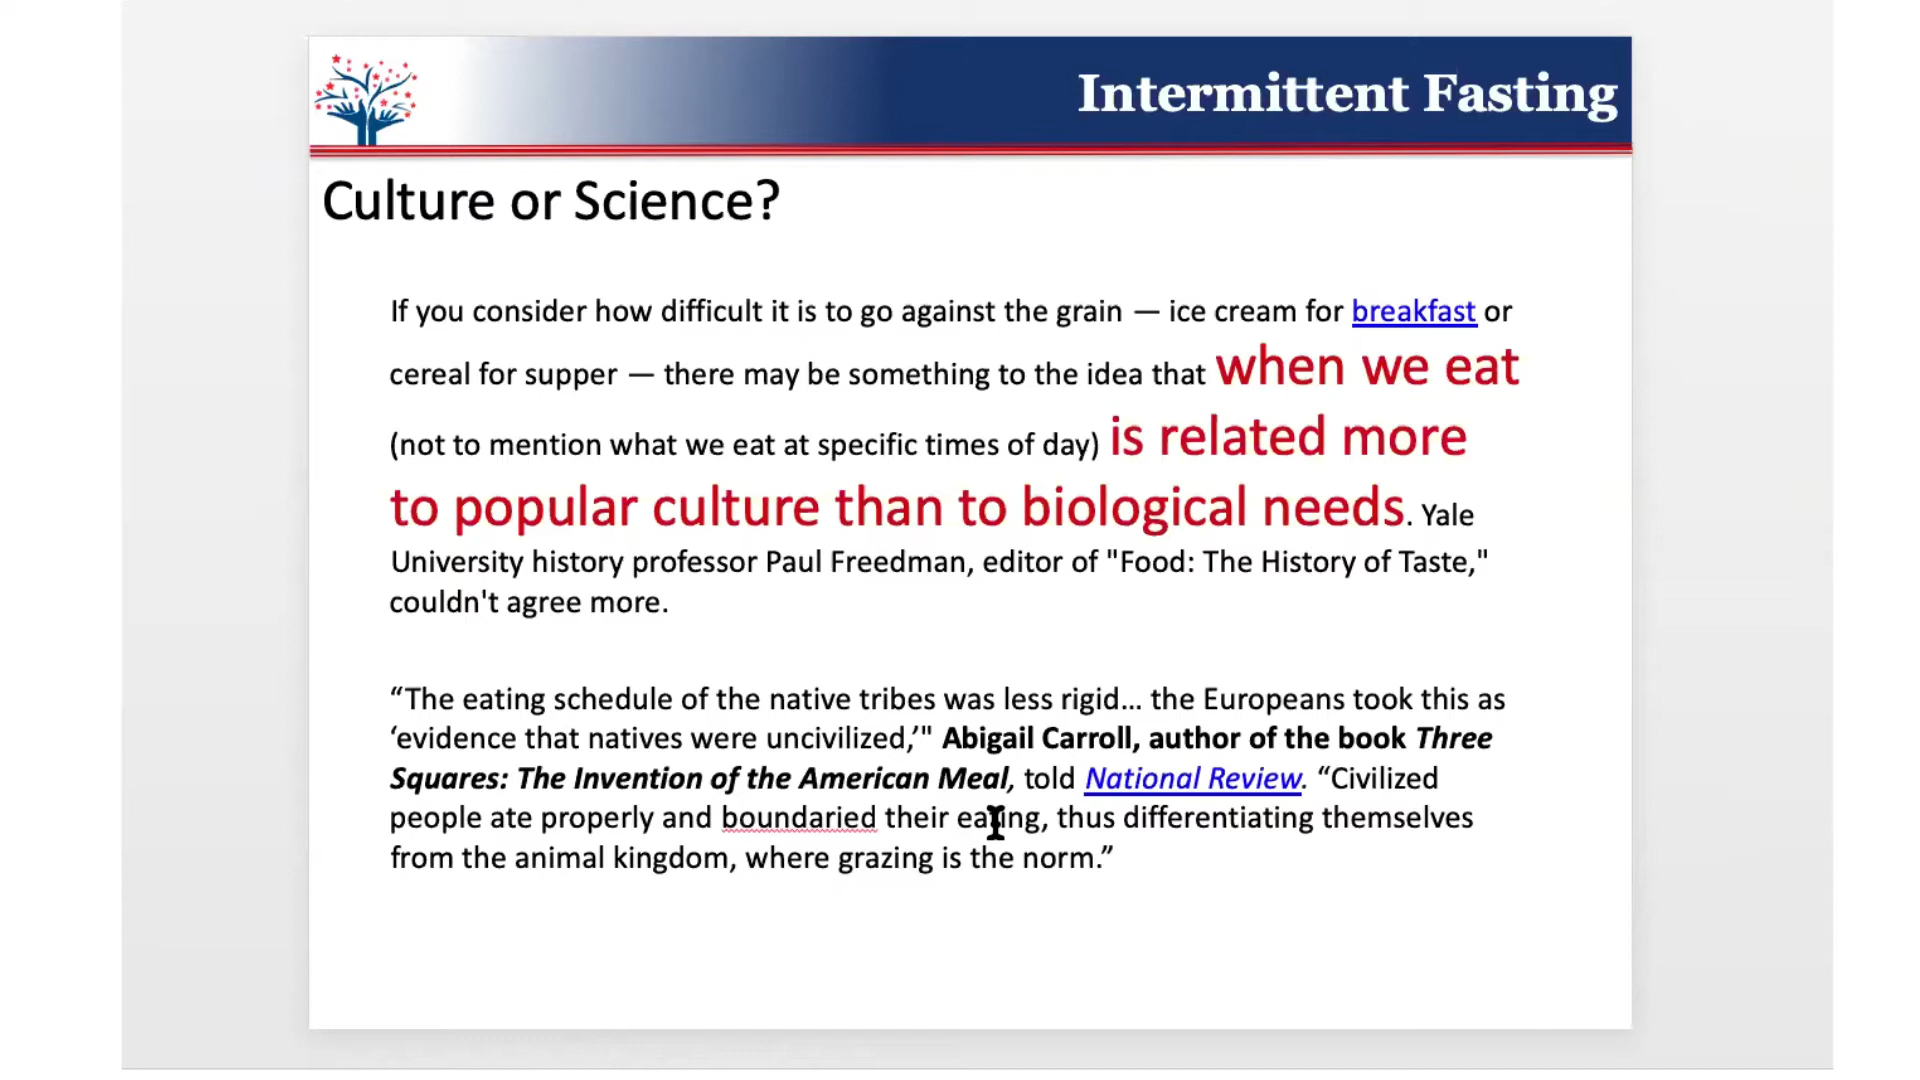 Intermittent Fasting
Culture or Science?
If you consider how difficult it is to go against the grain — ice cream for breakfast or
cereal for supper — there may be something to the idea that when we eat
(not to mention what we eat at specific times of day) is related more
to popular culture than to biological needs. Yale
University history professor Paul Freedman, editor of "Food: The History of Taste,"
couldn't agree more.
“The eating schedule of the native tribes was less rigid… the Europeans took this as
‘evidence that natives were uncivilized,’" Abigail Carroll, author of the book Three
Squares: The Invention of the American Meal, told National Review. “Civilized
people ate properly and boundaried their eating, thus differentiating themselves
from the animal kingdom, where grazing is the norm.”